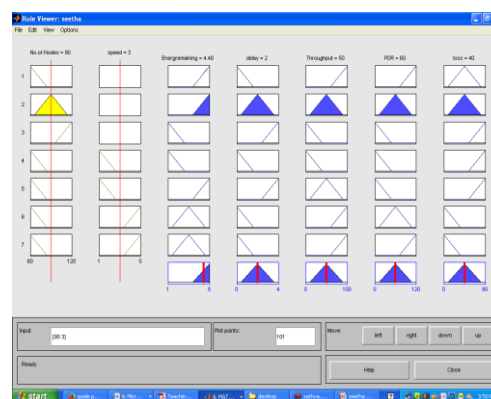 Rule Viewer: seetha
File Edit View Options
No.of.Nodes = 90 speed = 3 Energyremaining = 4.48 delay = 2 Throughput = 50 PDR = 60 loss = 40
1
2
3
4
5
6
7
60 120 1 5
1 5 0 4 0 100 0 120 0 80
Input: [90 3] Plot points: 101 Move: left right down up
Ready Help Close
start desktop